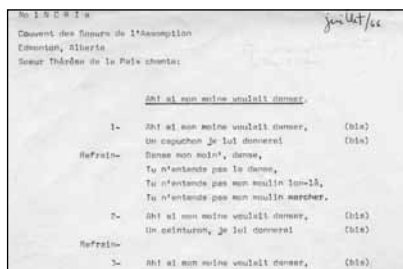 No 1 N C R I a
juillet/66
Couvent des Soeurs de l'Assomption
Edmonton, Alberta
Soeur Thérèse de la Paix chante:
Ah! si mon moine voulait danser.
1- Ah! si mon moine voulait danser, (bis)
Un capuchon je lui donnerai (bis)
Refrain- Danse mon moin', danse,
Tu n'entends pas la danse,
Tu n'entends pas mon moulin lon-là,
Tu n'entends pas mon moulin marcher.
2- Ah! si mon moine voulait danser, (bis)
Un ceinturon, je lui donnerai (bis)
Refrain-
3- Ah! si mon moine voulait danser, (bis)